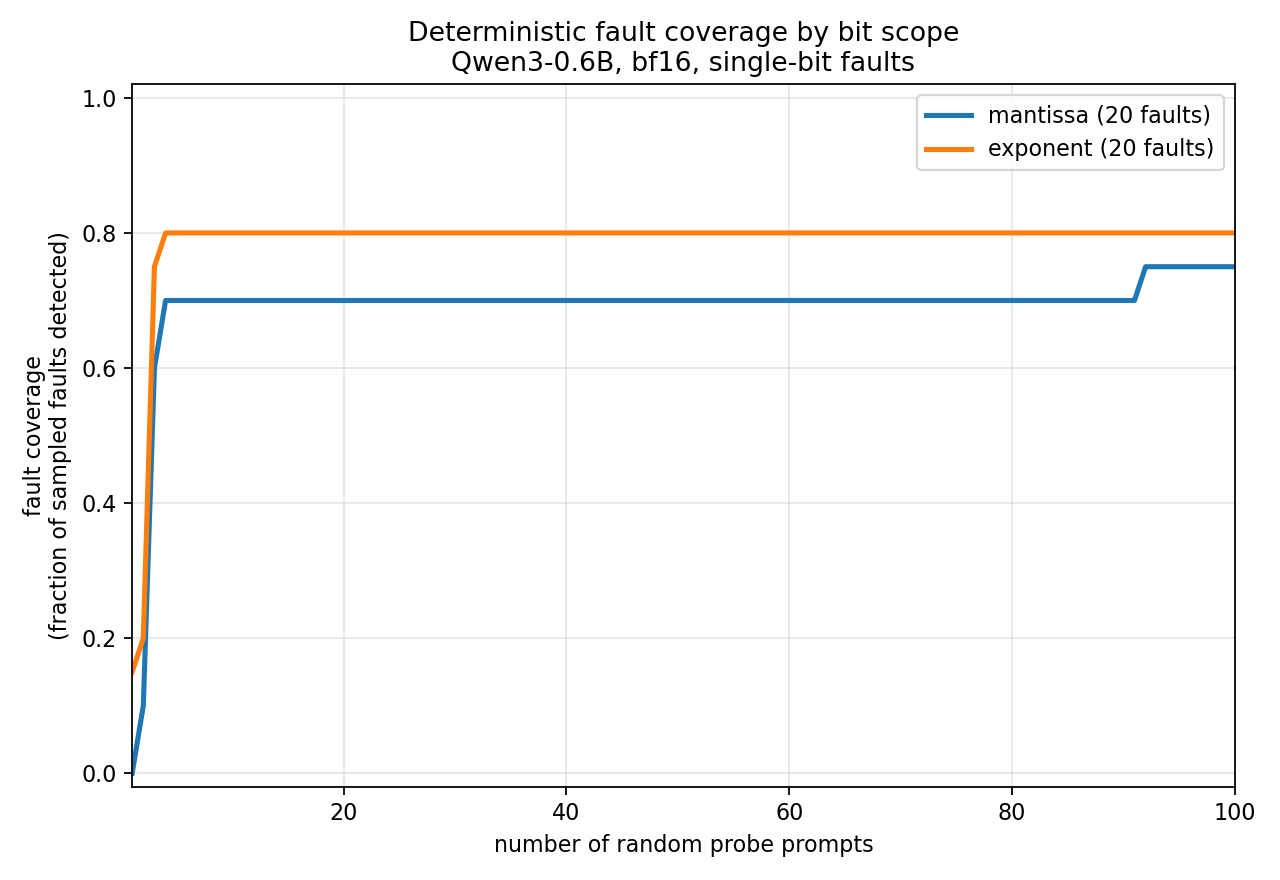 Deterministic fault coverage by bit scope
Qwen3-0.6B, bf16, single-bit faults
mantissa (20 faults)
exponent (20 faults)
fault coverage
(fraction of sampled faults detected)
1.0
0.8
0.6
0.4
0.2
0.0
20
40
60
80
100
number of random probe prompts